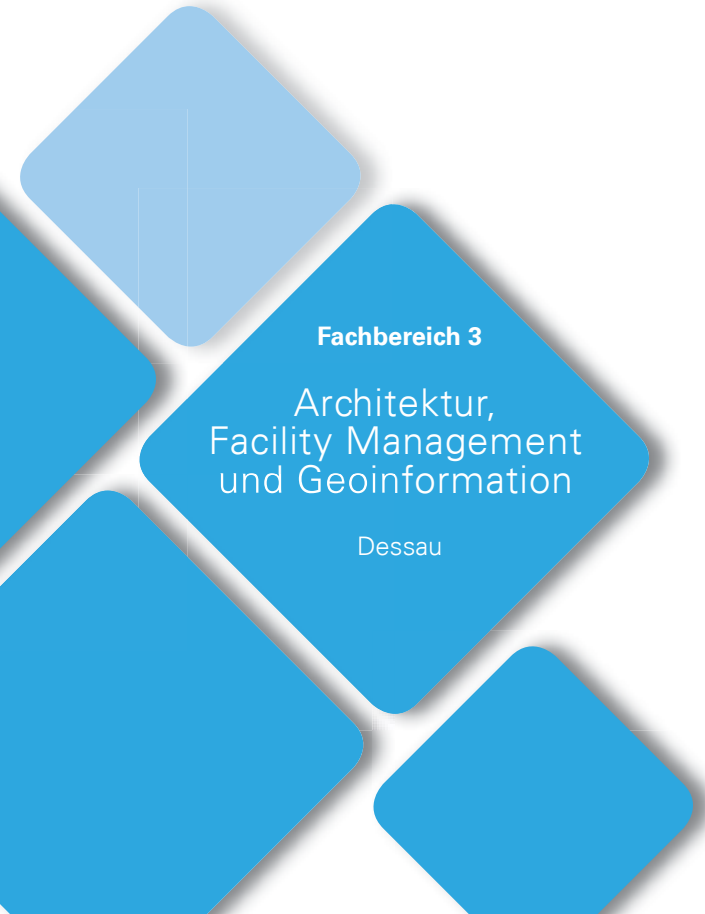 Fachbereich 3
Architektur,
Facility Management
und Geoinformation
Dessau